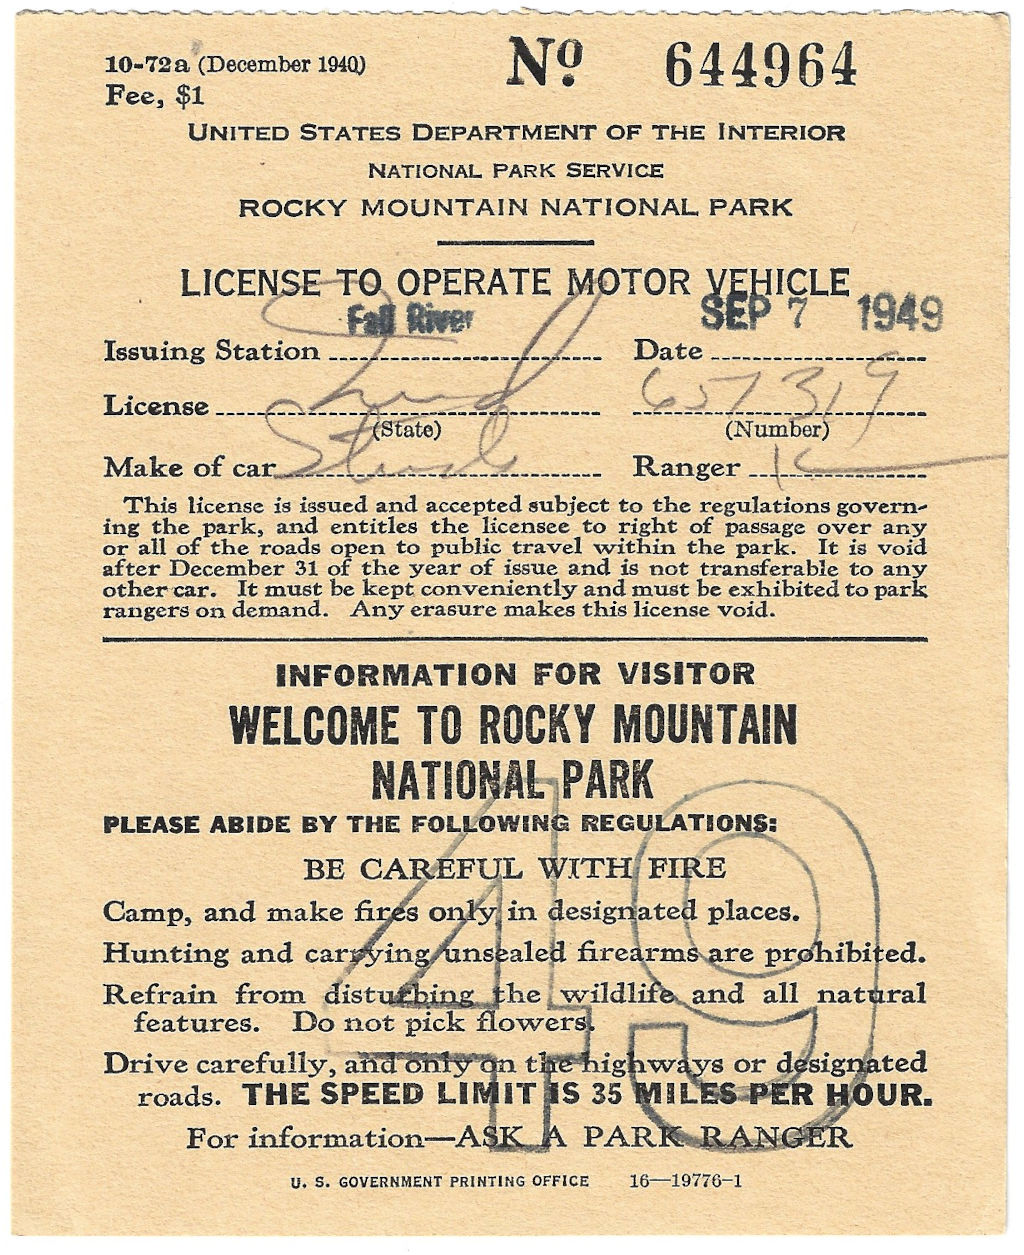 10-72a (December 1940)
Nº 644964
Fee, $1
UNITED STATES DEPARTMENT OF THE INTERIOR
NATIONAL PARK SERVICE
ROCKY MOUNTAIN NATIONAL PARK
LICENSE TO OPERATE MOTOR VEHICLE
Fall River SEP 7 1949
Issuing Station Date
License 657319
(State) (Number)
Make of car Ranger
This license is issued and accepted subject to the regulations govern-
ing the park, and entitles the licensee to right of passage over any
or all of the roads open to public travel within the park. It is void
after December 31 of the year of issue and is not transferable to any
other car. It must be kept conveniently and must be exhibited to park
rangers on demand. Any erasure makes this license void.
INFORMATION FOR VISITOR
WELCOME TO ROCKY MOUNTAIN
NATIONAL PARK
PLEASE ABIDE BY THE FOLLOWING REGULATIONS:
BE CAREFUL WITH FIRE
Camp, and make fires only in designated places.
Hunting and carrying unsealed firearms are prohibited.
Refrain from disturbing the wildlife and all natural
features. Do not pick flowers.
Drive carefully, and only on the highways or designated
roads. THE SPEED LIMIT IS 35 MILES PER HOUR.
For information—ASK A PARK RANGER
49
U. S. GOVERNMENT PRINTING OFFICE 16—19776-1